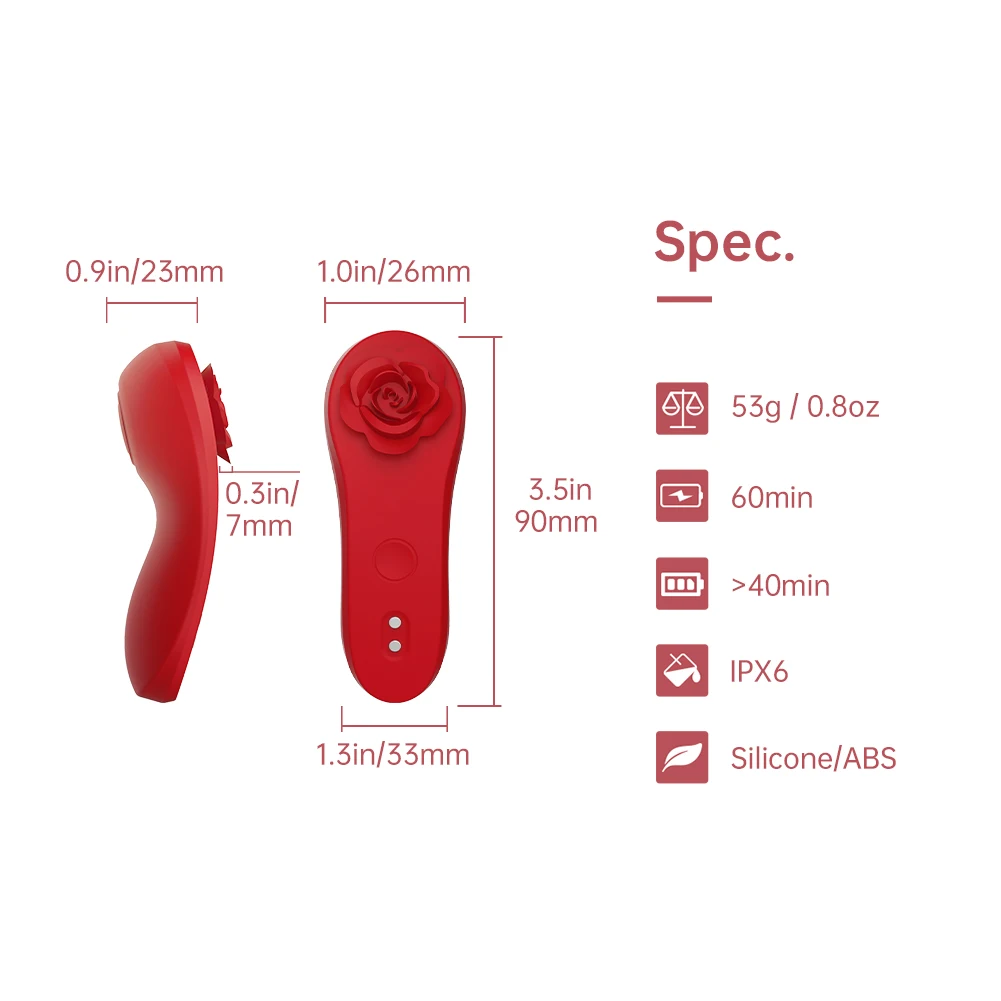 Spec.
0.9in/23mm
1.0in/26mm
0.3in/
7mm
3.5in
90mm
1.3in/33mm
53g / 0.8oz
60min
>40min
IPX6
Silicone/ABS